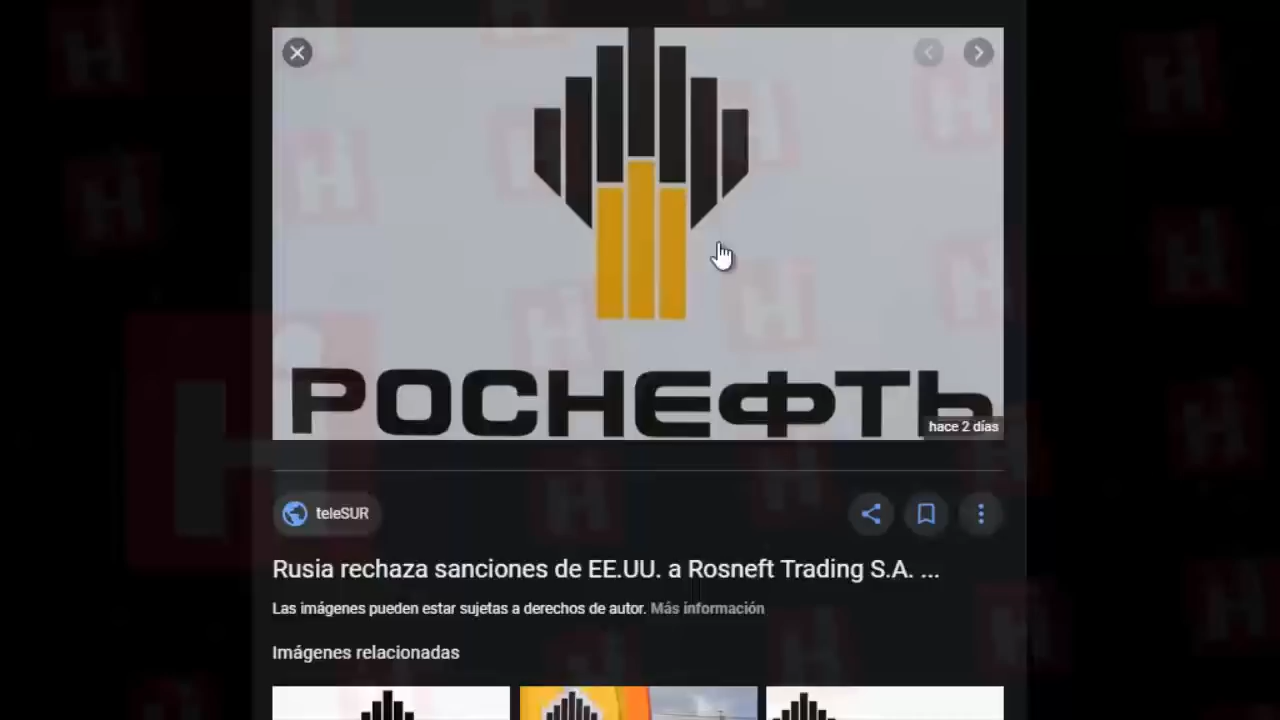 РОСНЕФТЬ
hace 2 días
teleSUR
Rusia rechaza sanciones de EE.UU. a Rosneft Trading S.A. ...
Las imágenes pueden estar sujetas a derechos de autor. Más información
Imágenes relacionadas